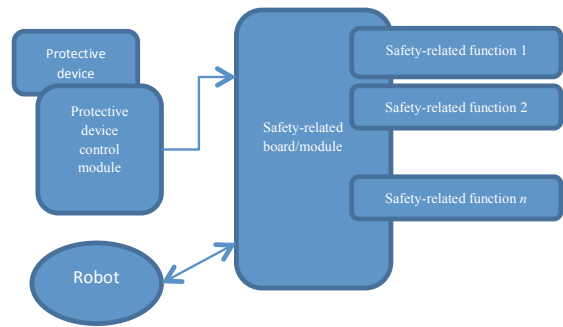 Protective
device
Protective
device
control
module
Safety-related
board/module
Safety-related function 1
Safety-related function 2
Safety-related function n
Robot